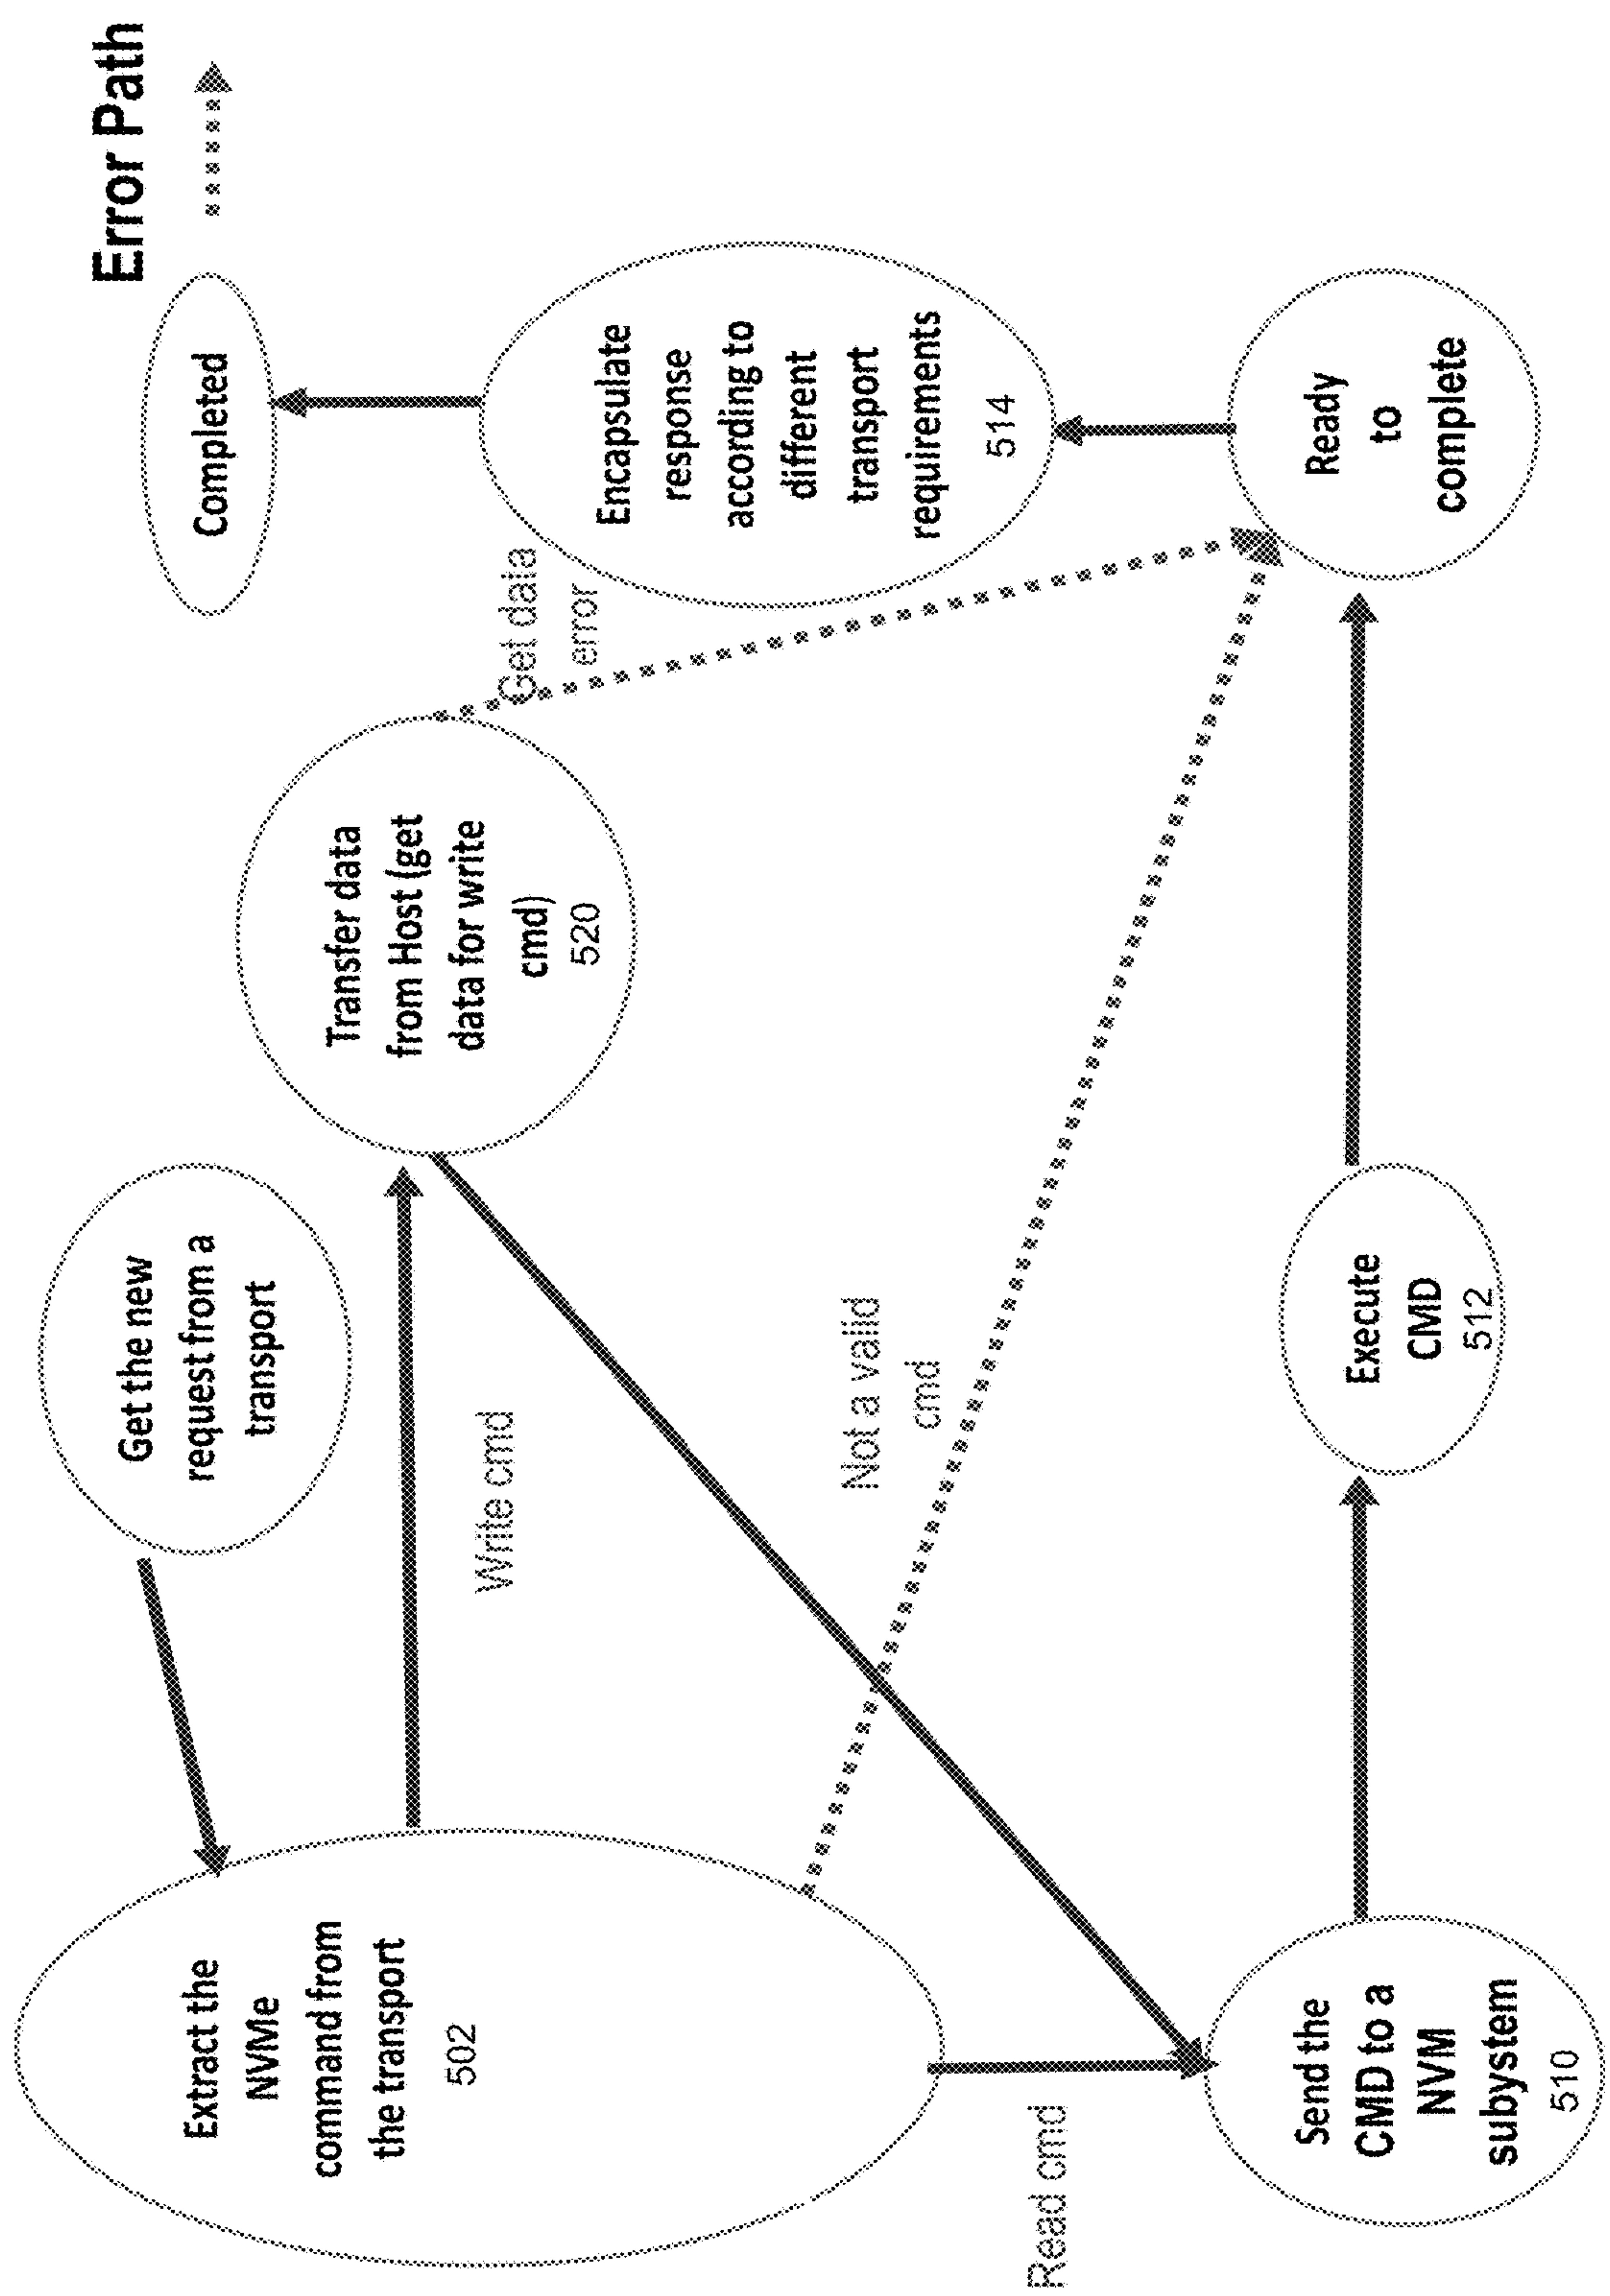 Error Path
Get the new
request from a
transport
Extract the
NVMe
command from
the transport
502
Write cmd
Transfer data
from Host (get
data for write
cmd)
520
Get data
error
Completed
Encapsulate
response
according to
different
transport
requirements
514
Not a valid
cmd
Read cmd
Send the
CMD to a
NVM
subystem
510
Execute
CMD
512
Ready
to
complete